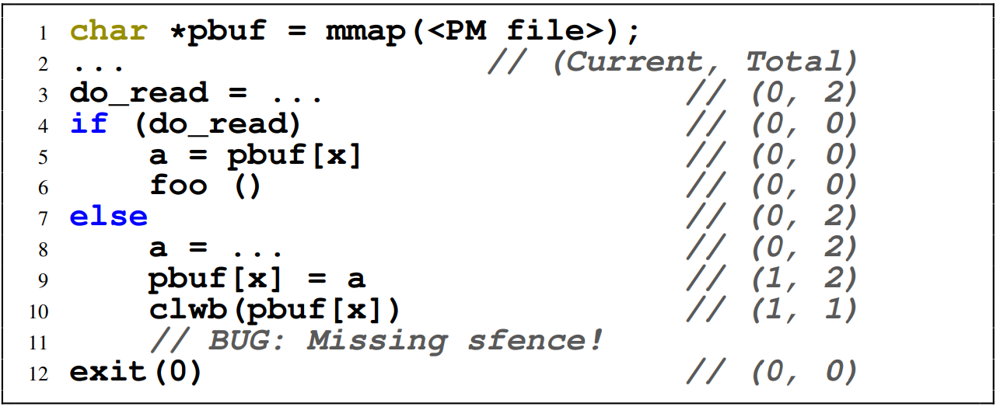 1 char *pbuf = mmap(<PM file>);
2 ... // (Current, Total)
3 do_read = ... // (0, 2)
4 if (do_read) // (0, 0)
5 a = pbuf[x] // (0, 0)
6 foo () // (0, 0)
7 else // (0, 2)
8 a = ... // (0, 2)
9 pbuf[x] = a // (1, 2)
10 clwb(pbuf[x]) // (1, 1)
11 // BUG: Missing sfence!
12 exit(0) // (0, 0)